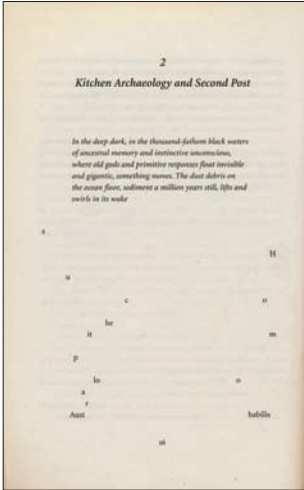 2
Kitchen Archaeology and Second Post
In the deep dark, in the thousand-fathom black waters
of ancestral memory and instinctive unconscious,
where old gods and primitive responses float invisible
and gigantic, something moves. The dust debris on
the ocean floor, sediment a million years still, lifts and
swirls in its wake
s
H
u
c o
he
it m
p
lo o
a
r
Aust habilis
16